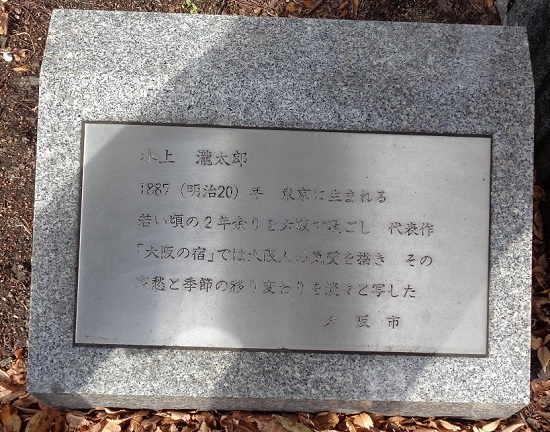 水上 瀧太郎
1887（明治20）年 東京に生まれる
若い頃の2年余りを大阪で過ごし 代表作
「大阪の宿」では大阪人の気質を描き その
哀愁と季節の移り変わりを淡々と写した
大阪市